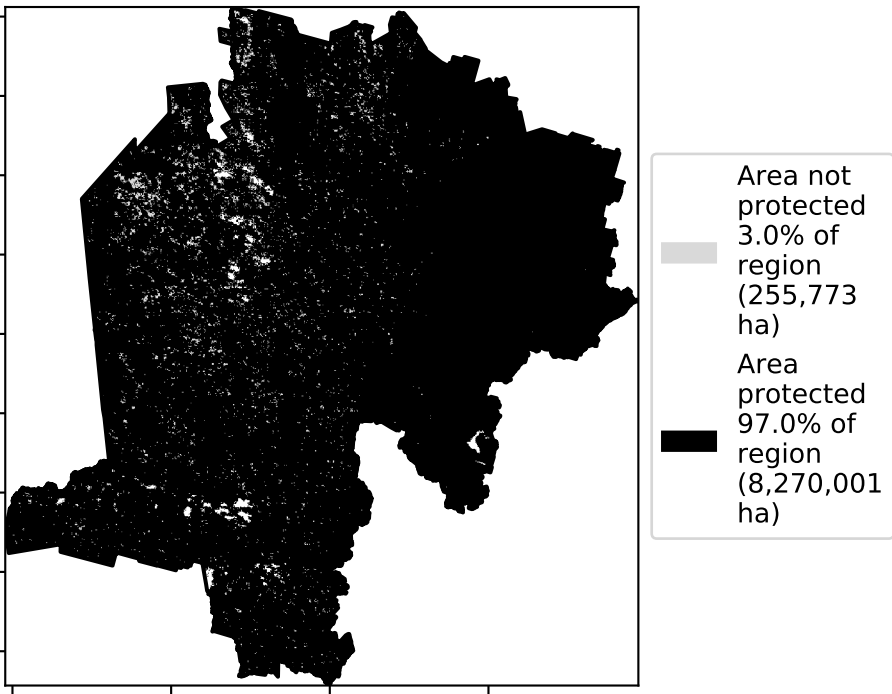 Area not
protected
3.0% of
region
(255,773
ha)
Area
protected
97.0% of
region
(8,270,001
ha)